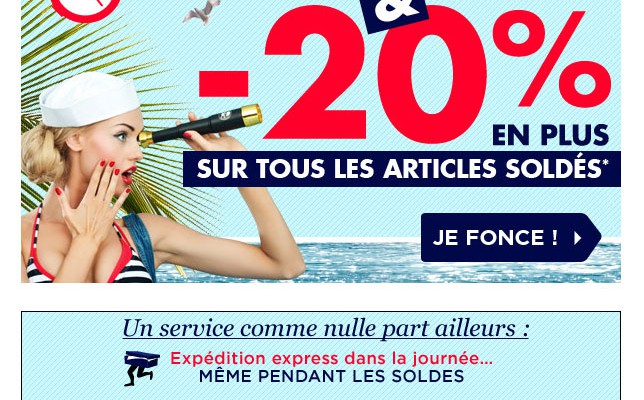 &
-20%
EN PLUS
SUR TOUS LES ARTICLES SOLDÉS*
JE FONCE !
Un service comme nulle part ailleurs :
Expédition express dans la journée...
MÊME PENDANT LES SOLDES